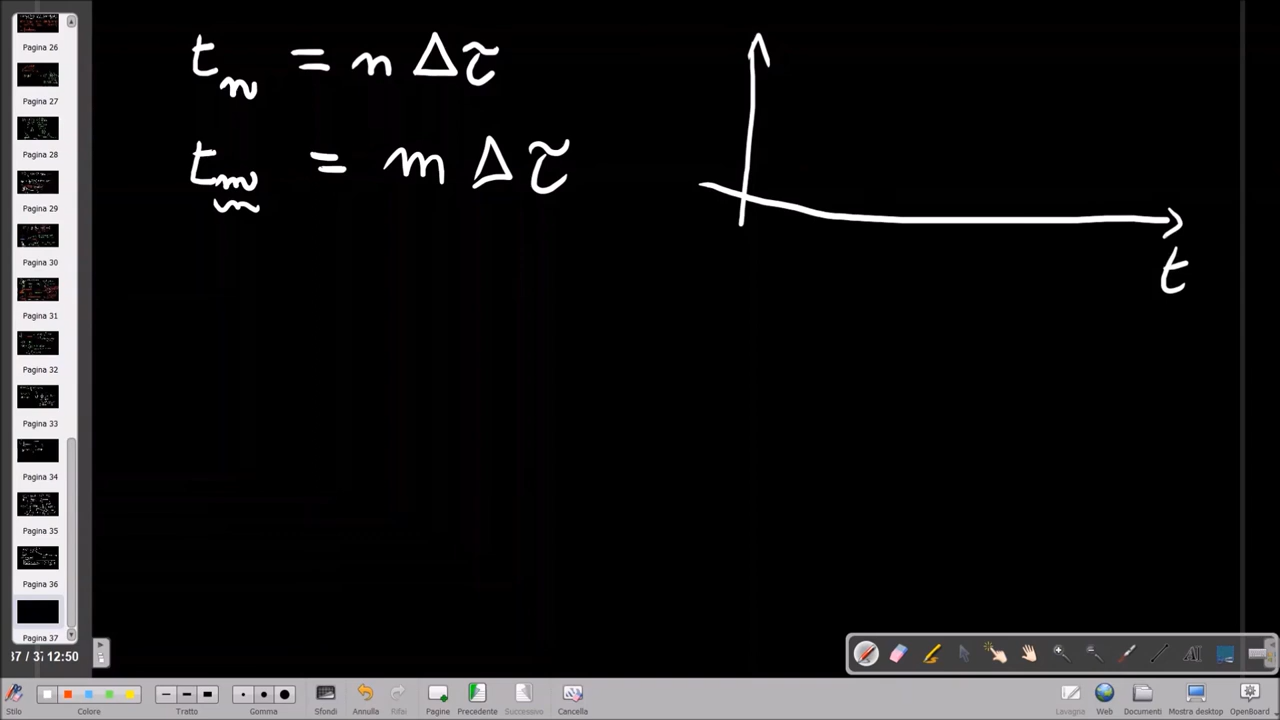 Pagina 26
Pagina 27
Pagina 28
Pagina 29
Pagina 30
Pagina 31
Pagina 32
Pagina 33
Pagina 34
Pagina 35
Pagina 36
Pagina 37
12:50
t_n = n Δτ
t_m = m Δτ
t
Stilo
Colore
Tratto
Gomma
Sfondi
Annulla
Rifai
Pagine
Precedente
Successivo
Cancella
Lavagna
Web
Documenti
Mostra desktop
OpenBoard